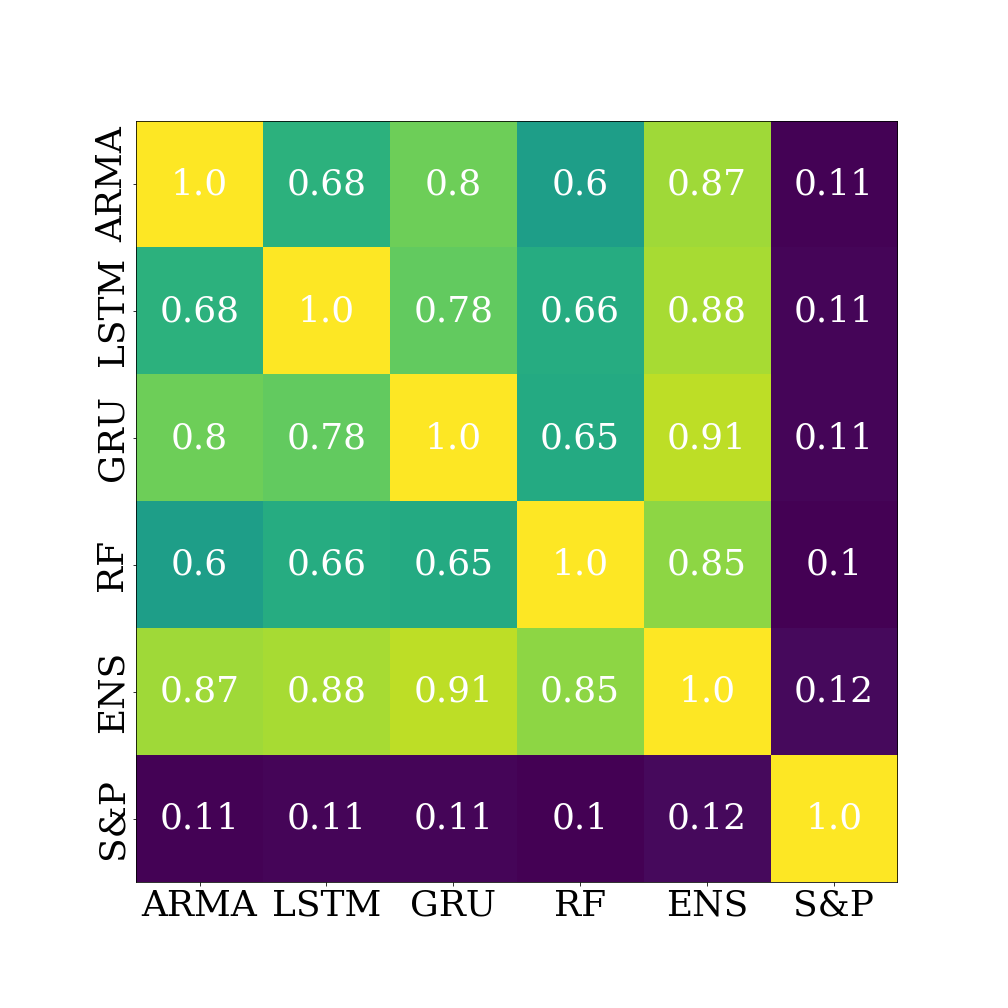 ARMA 1.0 0.68 0.8 0.6 0.87 0.11
LSTM 0.68 1.0 0.78 0.66 0.88 0.11
GRU 0.8 0.78 1.0 0.65 0.91 0.11
RF 0.6 0.66 0.65 1.0 0.85 0.1
ENS 0.87 0.88 0.91 0.85 1.0 0.12
S&P 0.11 0.11 0.11 0.1 0.12 1.0
ARMA LSTM GRU RF ENS S&P